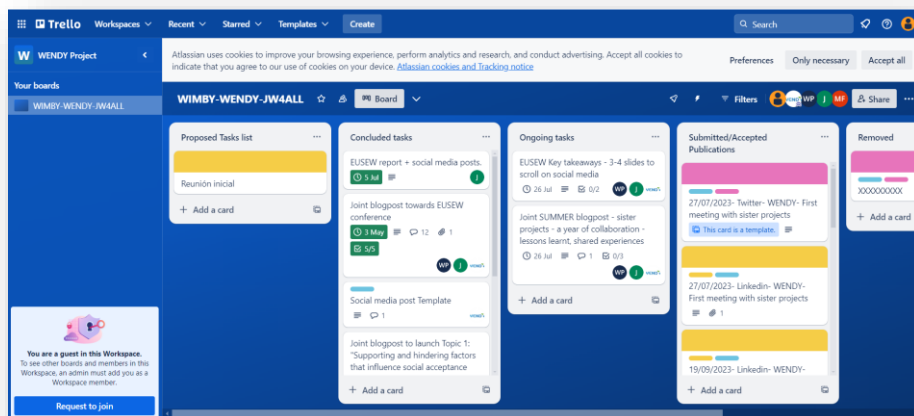 Trello Workspaces Recent Starred Templates Create Search
W WENDY Project
Your boards
WIMBY-WENDY-JW4ALL
You are a guest in this Workspace.
To see other boards and members in this
Workspace, an admin must add you as a
Workspace member.
Request to join
Atlassian uses cookies to improve your browsing experience, perform analytics and research, and conduct advertising. Accept all cookies to
indicate that you agree to our use of cookies on your device. Atlassian cookies and Tracking notice
Preferences Only necessary Accept all
WIMBY-WENDY-JW4ALL Board Filters WP J MF Share
Proposed Tasks list
Reunión inicial
+ Add a card
Concluded tasks
EUSEW report + social media posts.
5 Jul J
Joint blogpost towards EUSEW
conference
3 May 12 1
5/5
WP J
Social media post Template
1
Joint blogpost to launch Topic 1:
"Supporting and hindering factors
that influence social acceptance
+ Add a card
Ongoing tasks
EUSEW Key takeaways - 3-4 slides to
scroll on social media
26 Jul 0/2 WP J
Joint SUMMER blogpost - sister
projects - a year of collaboration -
lessons learnt, shared experiences
26 Jul 1 0/3
WP J
+ Add a card
Submitted/Accepted
Publications
27/07/2023- Twitter- WENDY- First
meeting with sister projects
This card is a template.
27/07/2023- Linkedin- WENDY-
First meeting with sister projects
1
19/09/2023- Linkedin- WENDY-
+ Add a card
Removed
XXXXXXXXX
+ Add a card